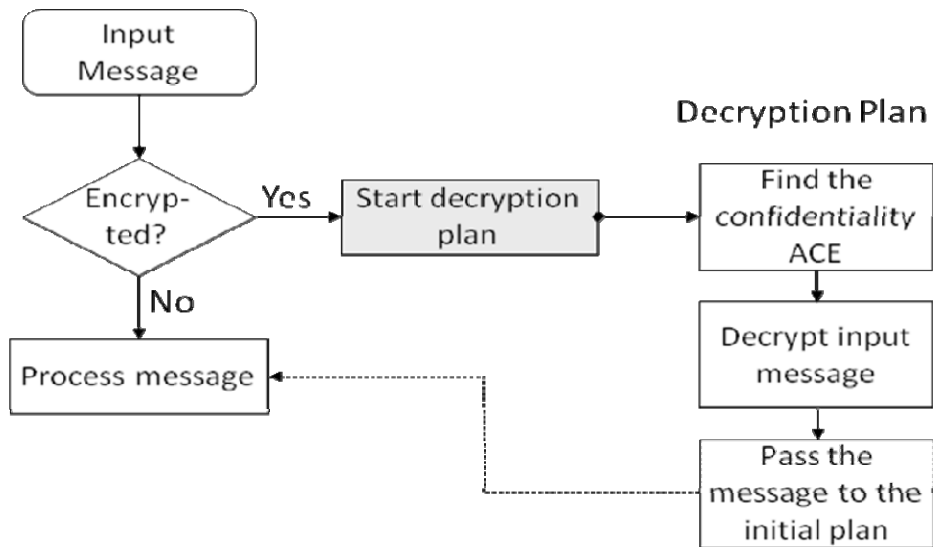 Input
Message
Decryption Plan
Encryp-
ted?
Yes
Start decryption
plan
Find the
confidentiality
ACE
No
Process message
Decrypt input
message
Pass the
message to the
initial plan